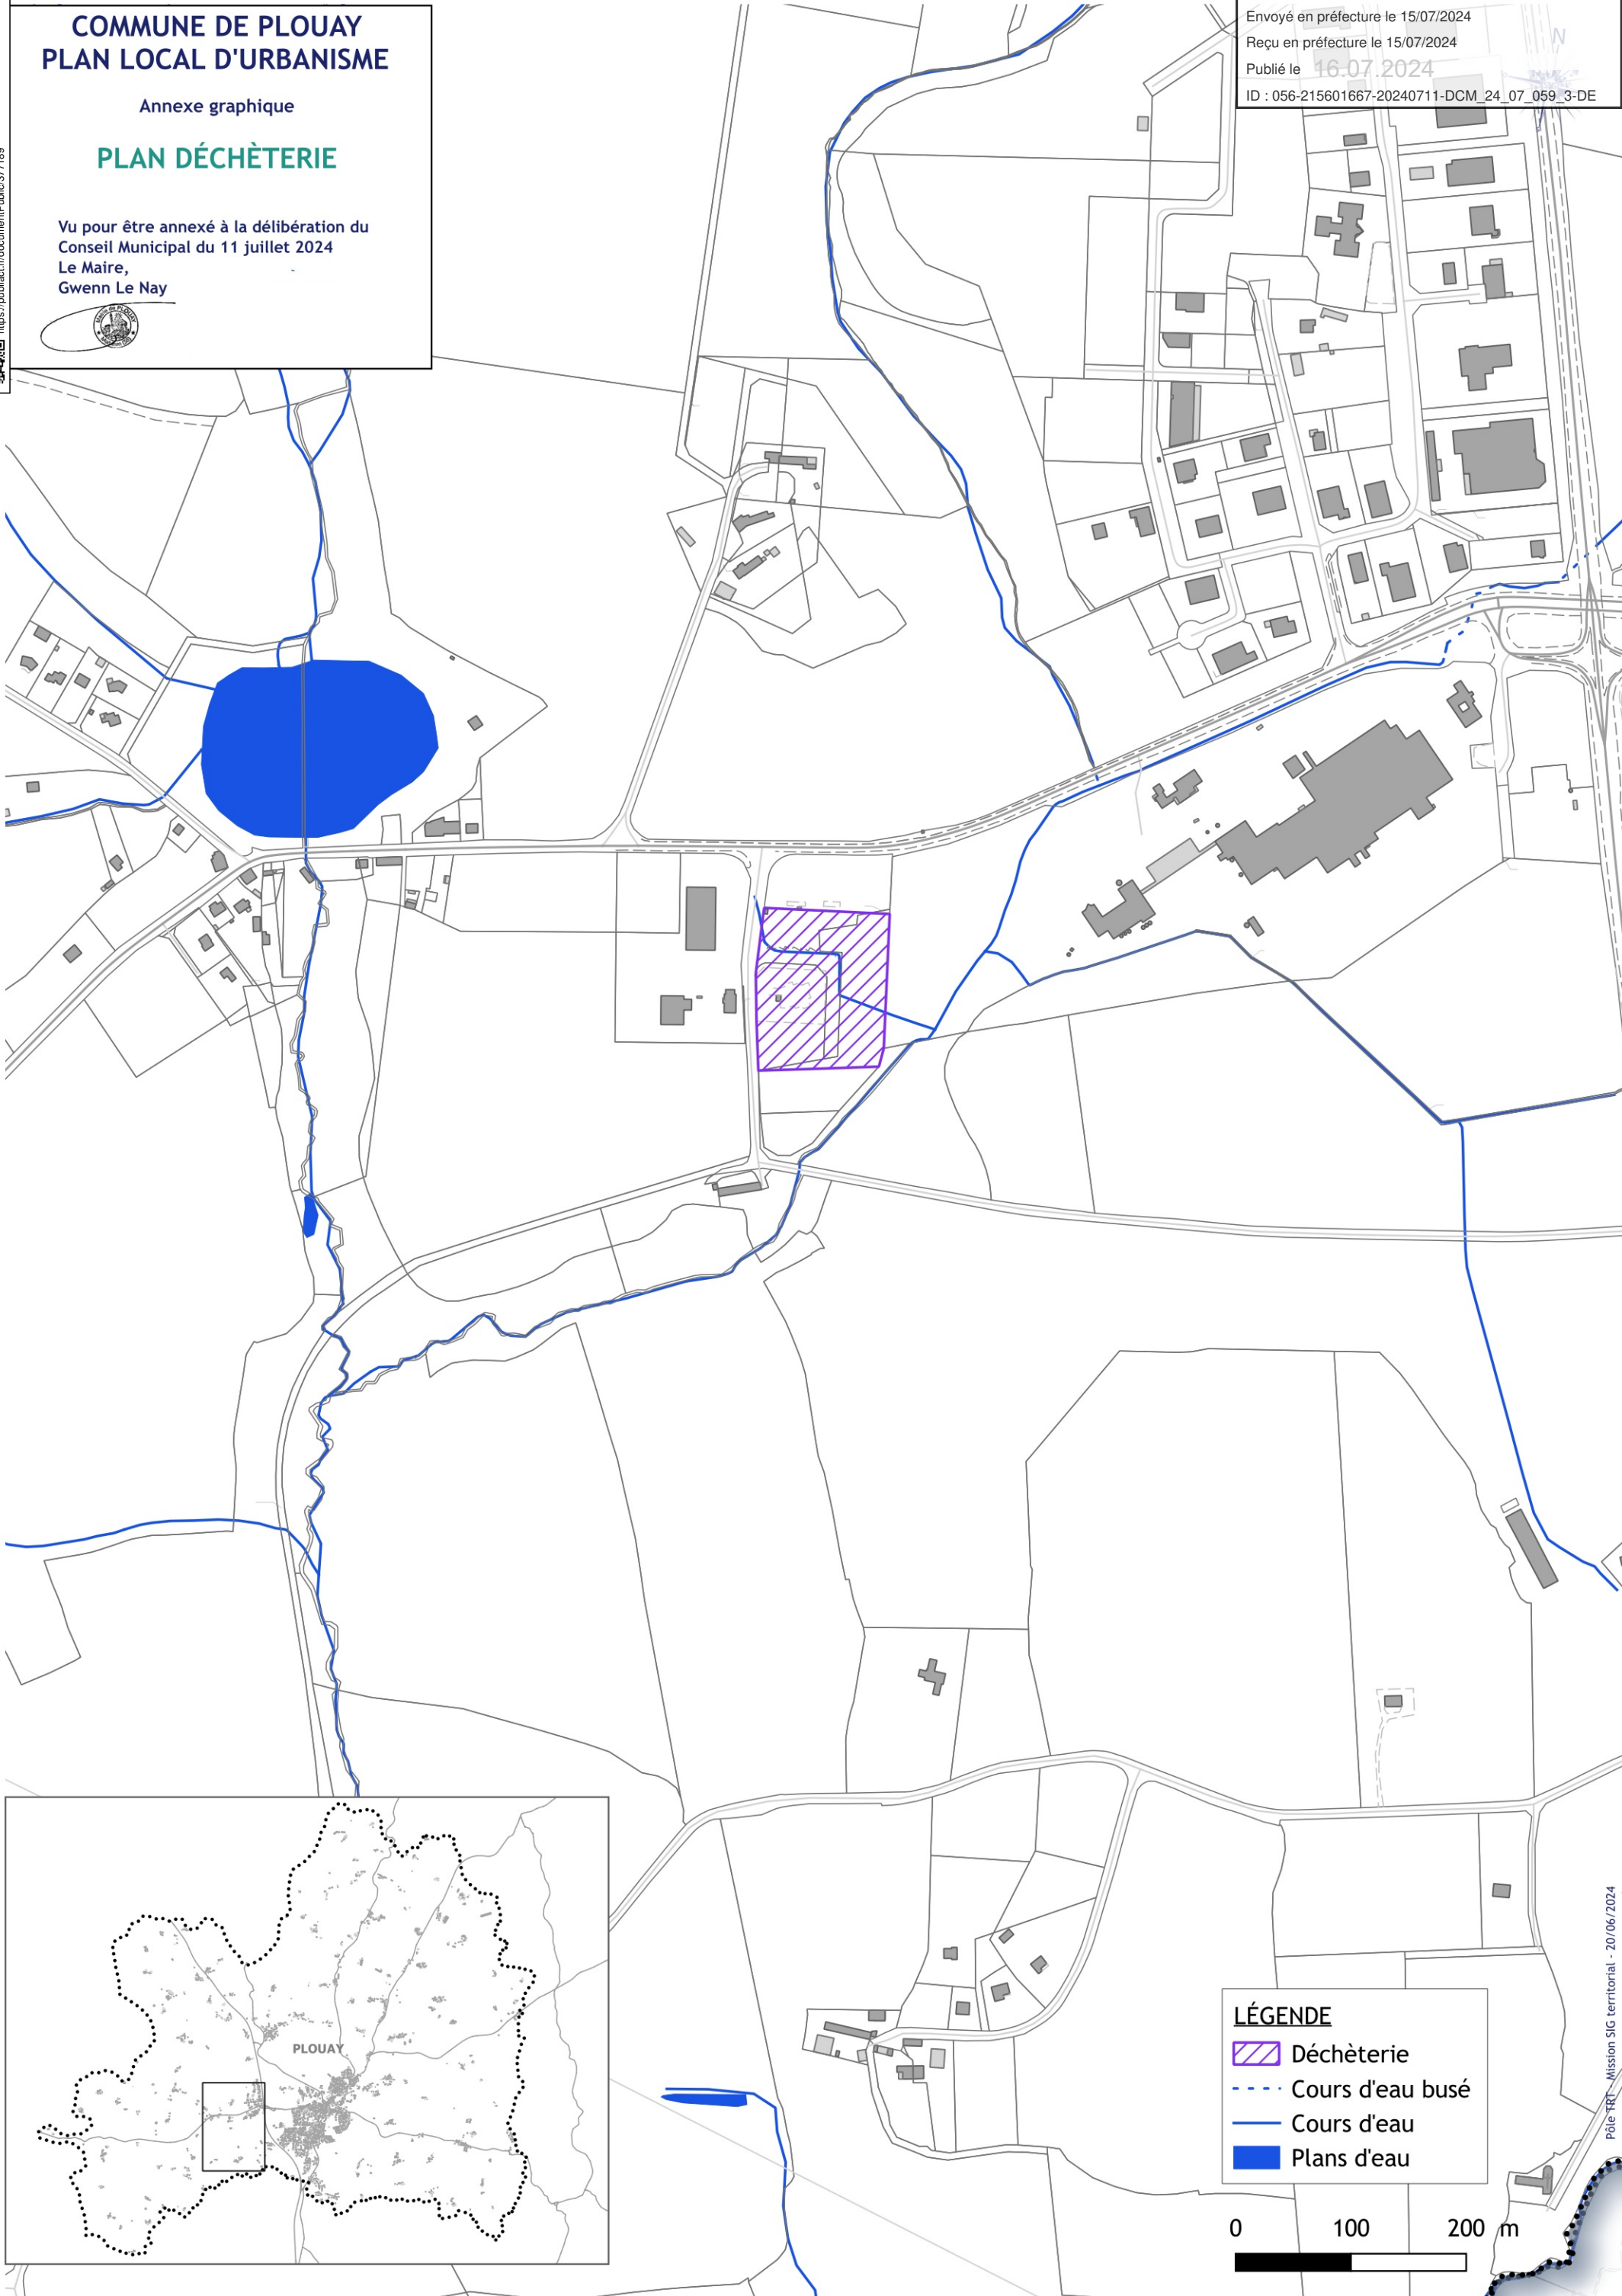 COMMUNE DE PLOUAY
PLAN LOCAL D'URBANISME
Annexe graphique
PLAN DÉCHÈTERIE
Vu pour être annexé à la délibération du
Conseil Municipal du 11 juillet 2024
Le Maire,
Gwenn Le Nay
Envoyé en préfecture le 15/07/2024
Reçu en préfecture le 15/07/2024
Publié le 16.07.2024
ID : 056-215601667-20240711-DCM_24_07_059_3-DE
N
PLOUAY
LÉGENDE
Déchèterie
Cours d'eau busé
Cours d'eau
Plans d'eau
0 100 200 m
Pôle TRT - Mission SIG territorial - 20/06/2024